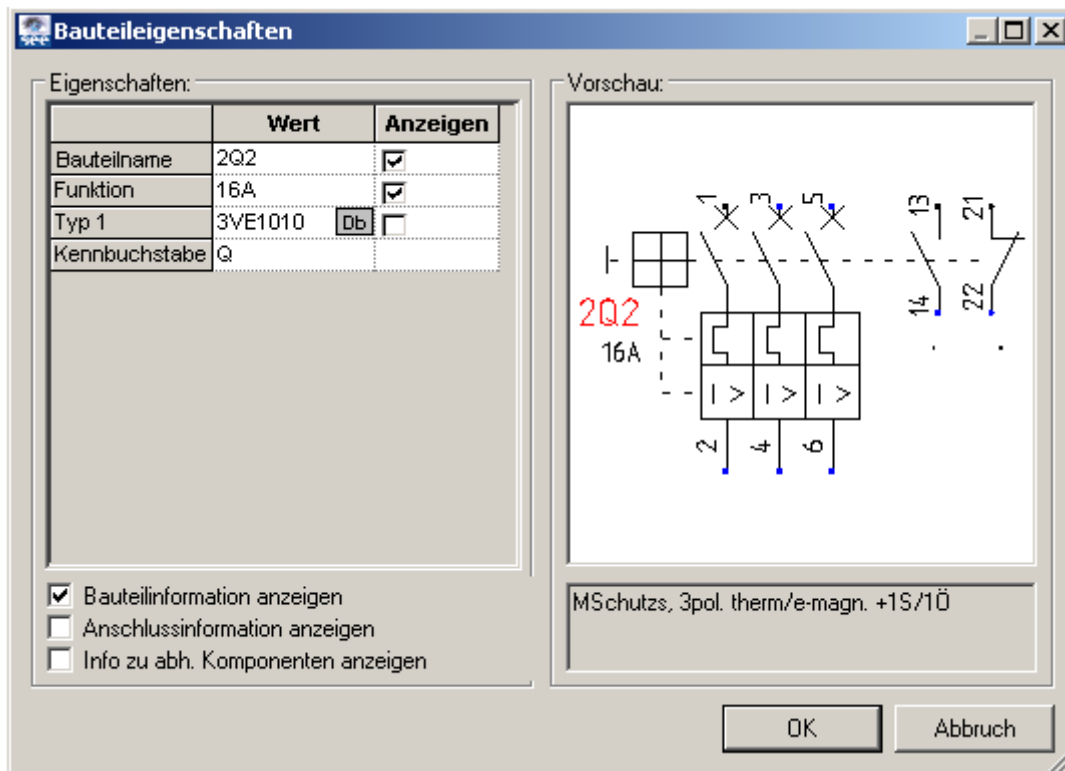 see Bauteileigenschaften
Eigenschaften:
Wert Anzeigen
Bauteilname 2Q2
Funktion 16A
Typ 1 3VE1010 Db
Kennbuchstabe Q
Bauteilinformation anzeigen
Anschlussinformation anzeigen
Info zu abh. Komponenten anzeigen
Vorschau:
1 3 5 13 21
2Q2
16A
14 22
I > I > I >
2 4 6
MSchutzs, 3pol. therm/e-magn. +1S/1Ö
OK Abbruch